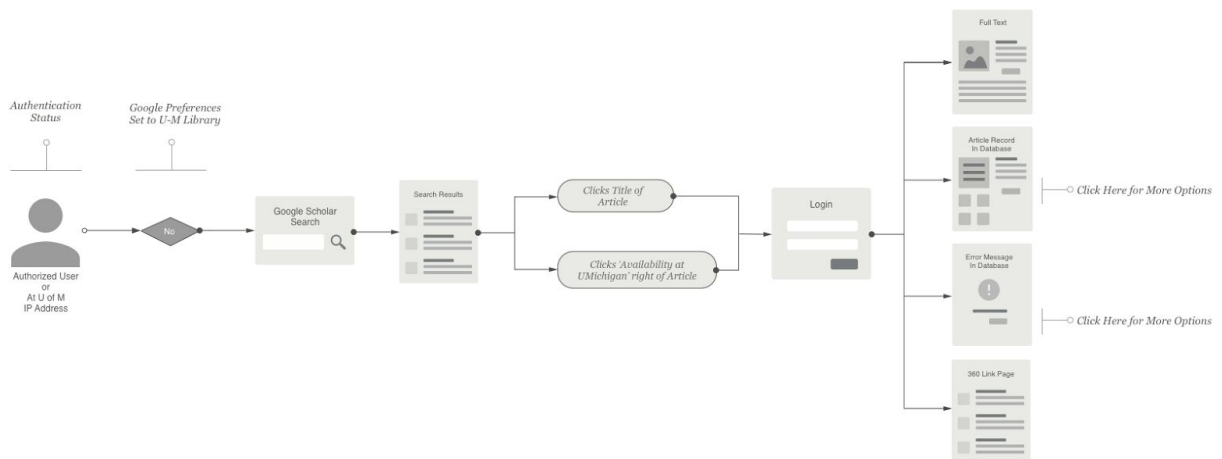 Authentication
Status
Google Preferences
Set to U-M Library
Authorized User
or
At U of M
IP Address
No
Google Scholar
Search
Search Results
Clicks Title of
Article
Clicks 'Availability at
UMichigan' right of Article
Login
Full Text
Article Record
In Database
Click Here for More Options
Error Message
In Database
Click Here for More Options
360 Link Page